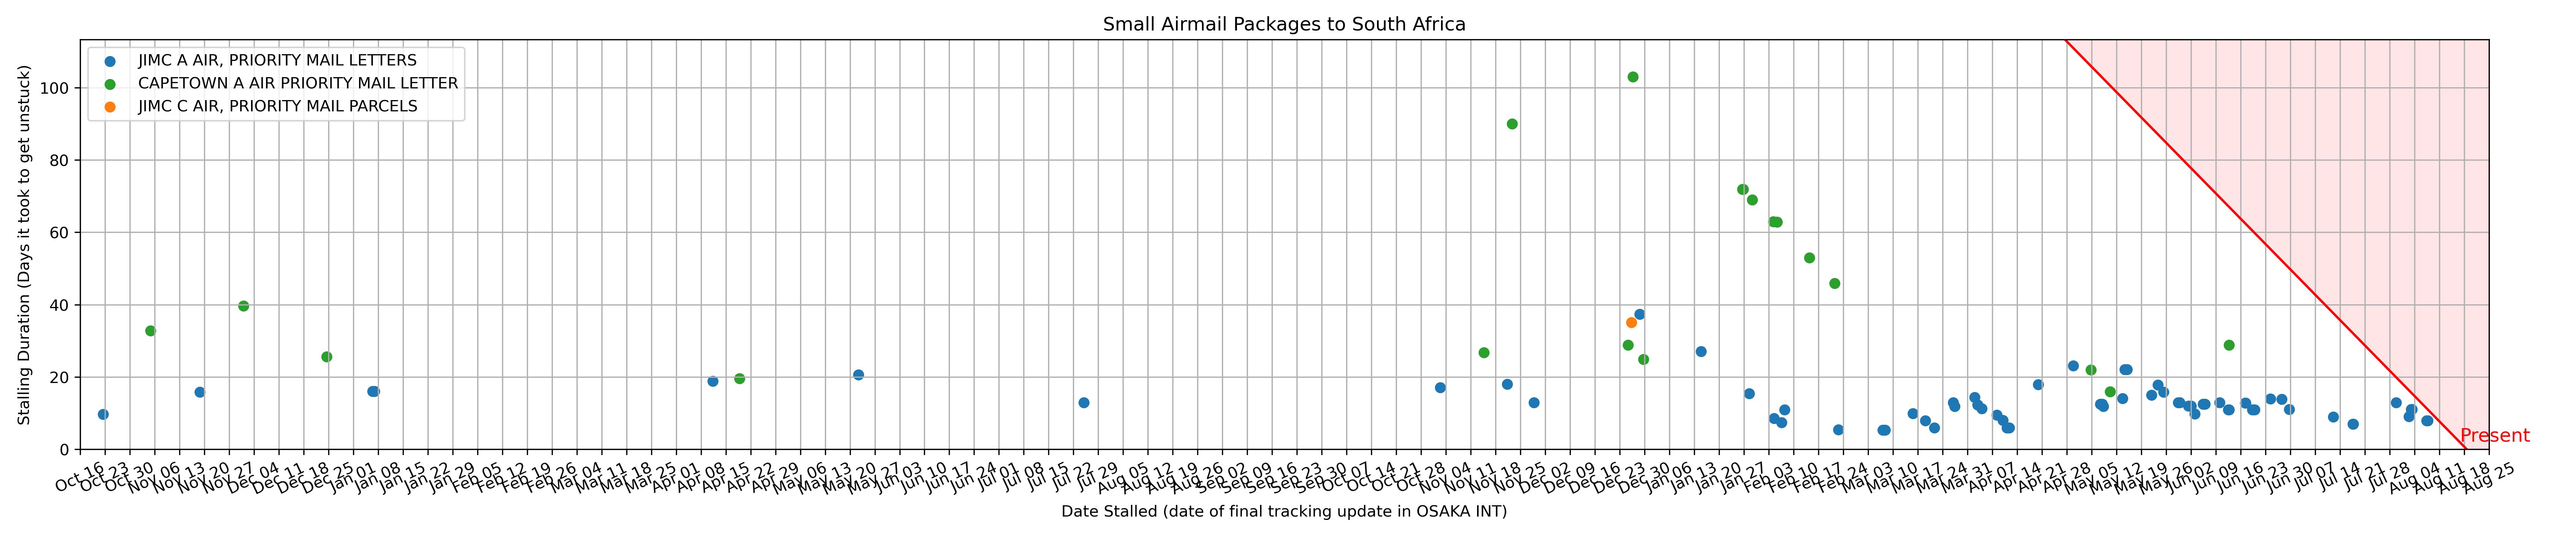 Small Airmail Packages to South Africa
JIMC A AIR, PRIORITY MAIL LETTERS
CAPETOWN A AIR PRIORITY MAIL LETTER
JIMC C AIR, PRIORITY MAIL PARCELS
Stalling Duration (Days it took to get unstuck)
100
80
60
40
20
0
Present
Oct 16
Oct 23
Oct 30
Nov 06
Nov 13
Nov 20
Nov 27
Dec 04
Dec 11
Dec 18
Dec 25
Jan 01
Jan 08
Jan 15
Jan 22
Jan 29
Feb 05
Feb 12
Feb 19
Feb 26
Mar 04
Mar 11
Mar 18
Mar 25
Apr 01
Apr 08
Apr 15
Apr 22
Apr 29
May 06
May 13
May 20
May 27
Jun 03
Jun 10
Jun 17
Jun 24
Jul 01
Jul 08
Jul 15
Jul 22
Jul 29
Aug 05
Aug 12
Aug 19
Aug 26
Sep 02
Sep 09
Sep 16
Sep 23
Sep 30
Oct 07
Oct 14
Oct 21
Oct 28
Nov 04
Nov 11
Nov 18
Nov 25
Dec 02
Dec 09
Dec 16
Dec 23
Dec 30
Jan 06
Jan 13
Jan 20
Jan 27
Feb 03
Feb 10
Feb 17
Feb 24
Mar 03
Mar 10
Mar 17
Mar 24
Mar 31
Apr 07
Apr 14
Apr 21
Apr 28
May 05
May 12
May 19
May 26
Jun 02
Jun 09
Jun 16
Jun 23
Jun 30
Jul 07
Jul 14
Jul 21
Jul 28
Aug 04
Aug 11
Aug 18
Aug 25
Date Stalled (date of final tracking update in OSAKA INT)